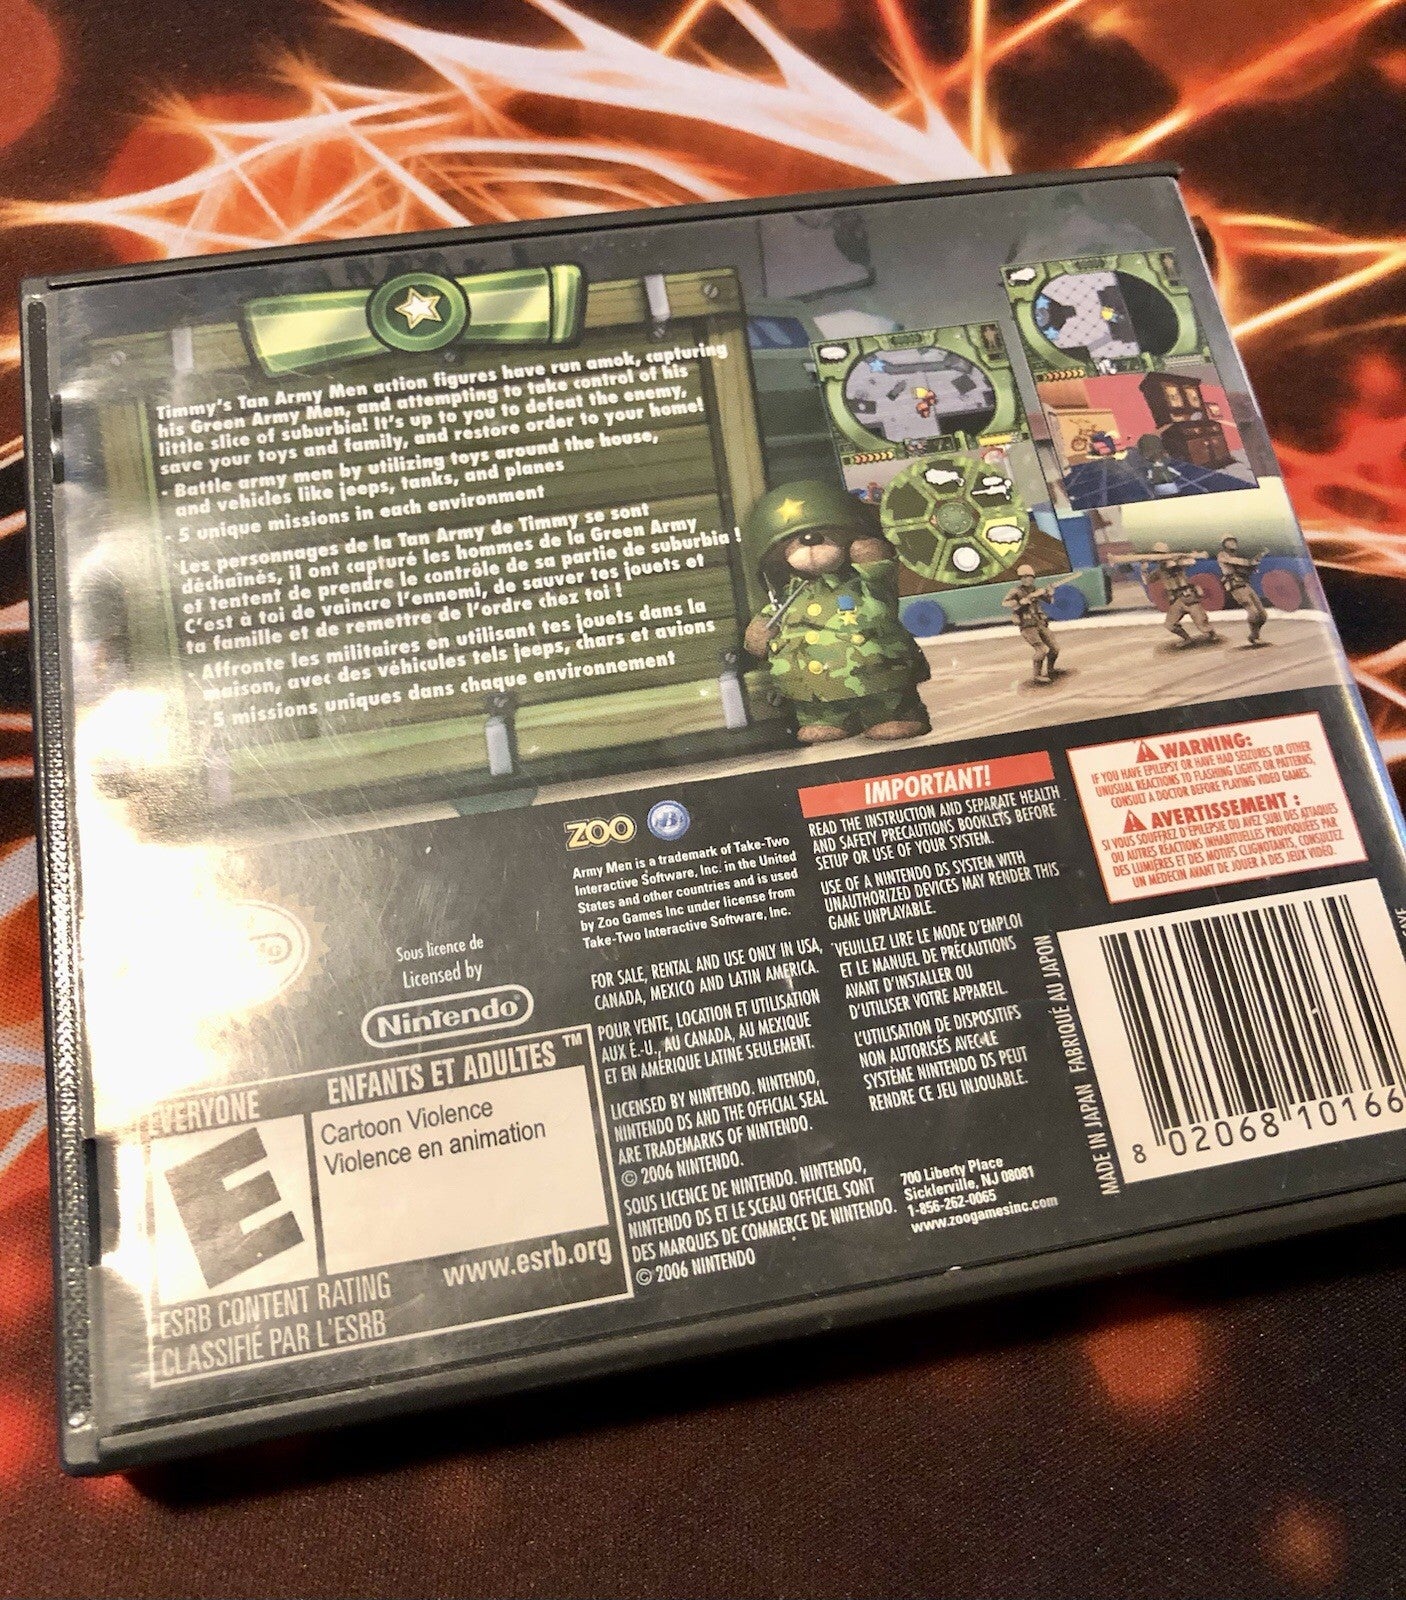 Timmy's Tan Army Men action figures have run amok, capturing
his Green Army Men, and attempting to take control of his
little slice of suburbia! It's up to you to defeat the enemy,
save your toys and family, and restore order to your home!
- Battle army men by utilizing toys around the house,
and vehicles like jeeps, tanks, and planes
- 5 unique missions in each environment
Les personnages de la Tan Army de Timmy se sont
déchaînés, il ont capturé les hommes de la Green Army
et tentent de prendre le contrôle de sa partie de suburbia !
C'est à toi de vaincre l'ennemi, de sauver tes jouets et
ta famille et de remettre de l'ordre chez toi !
- Affronte les militaires en utilisant tes jouets dans la
maison, avec des véhicules tels jeeps, chars et avions
- 5 missions uniques dans chaque environnement
ZOO
Army Men is a trademark of Take-Two
Interactive Software, Inc. in the United
States and other countries and is used
by Zoo Games Inc under license from
Take-Two Interactive Software, Inc.
FOR SALE, RENTAL AND USE ONLY IN USA,
CANADA, MEXICO AND LATIN AMERICA.
POUR VENTE, LOCATION ET UTILISATION
AUX É.-U., AU CANADA, AU MEXIQUE
ET EN AMÉRIQUE LATINE SEULEMENT.
LICENSED BY NINTENDO. NINTENDO,
NINTENDO DS AND THE OFFICIAL SEAL
ARE TRADEMARKS OF NINTENDO.
© 2006 NINTENDO.
SOUS LICENCE DE NINTENDO. NINTENDO,
NINTENDO DS ET LE SCEAU OFFICIEL SONT
DES MARQUES DE COMMERCE DE NINTENDO.
© 2006 NINTENDO
IMPORTANT!
READ THE INSTRUCTION AND SEPARATE HEALTH
AND SAFETY PRECAUTIONS BOOKLETS BEFORE
SETUP OR USE OF YOUR SYSTEM.
USE OF A NINTENDO DS SYSTEM WITH
UNAUTHORIZED DEVICES MAY RENDER THIS
GAME UNPLAYABLE.
VEUILLEZ LIRE LE MODE D'EMPLOI
ET LE MANUEL DE PRÉCAUTIONS
AVANT D'INSTALLER OU
D'UTILISER VOTRE APPAREIL.
L'UTILISATION DE DISPOSITIFS
NON AUTORISÉS AVEC LE
SYSTÈME NINTENDO DS PEUT
RENDRE CE JEU INJOUABLE.
700 Liberty Place
Sicklerville, NJ 08081
1-856-262-0065
www.zoogamesinc.com
WARNING:
IF YOU HAVE EPILEPSY OR HAVE HAD SEIZURES OR OTHER
UNUSUAL REACTIONS TO FLASHING LIGHTS OR PATTERNS,
CONSULT A DOCTOR BEFORE PLAYING VIDEO GAMES.
AVERTISSEMENT :
SI VOUS SOUFFREZ D'ÉPILEPSIE OU AVEZ SUBI DES ATTAQUES
OU AUTRES RÉACTIONS INHABITUELLES PROVOQUÉES PAR
DES LUMIÈRES ET DES MOTIFS CLIGNOTANTS, CONSULTEZ
UN MÉDECIN AVANT DE JOUER À DES JEUX VIDÉO.
MADE IN JAPAN FABRIQUÉ AU JAPON
8 02068 10166
Sous licence de
Licensed by
Nintendo®
EVERYONE
ENFANTS ET ADULTES ™
E
Cartoon Violence
Violence en animation
www.esrb.org
ESRB CONTENT RATING
CLASSIFIÉ PAR L'ESRB